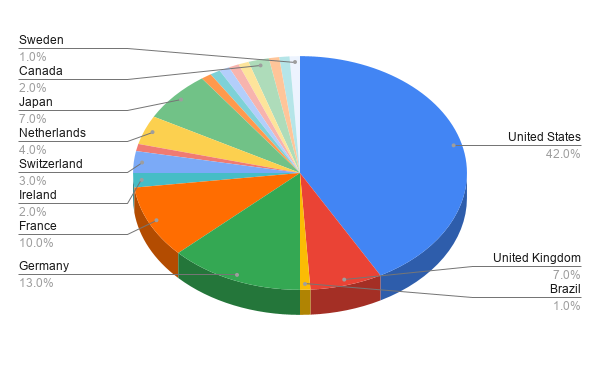 Sweden
1.0%
Canada
2.0%
Japan
7.0%
Netherlands
4.0%
Switzerland
3.0%
Ireland
2.0%
France
10.0%
Germany
13.0%
United States
42.0%
United Kingdom
7.0%
Brazil
1.0%